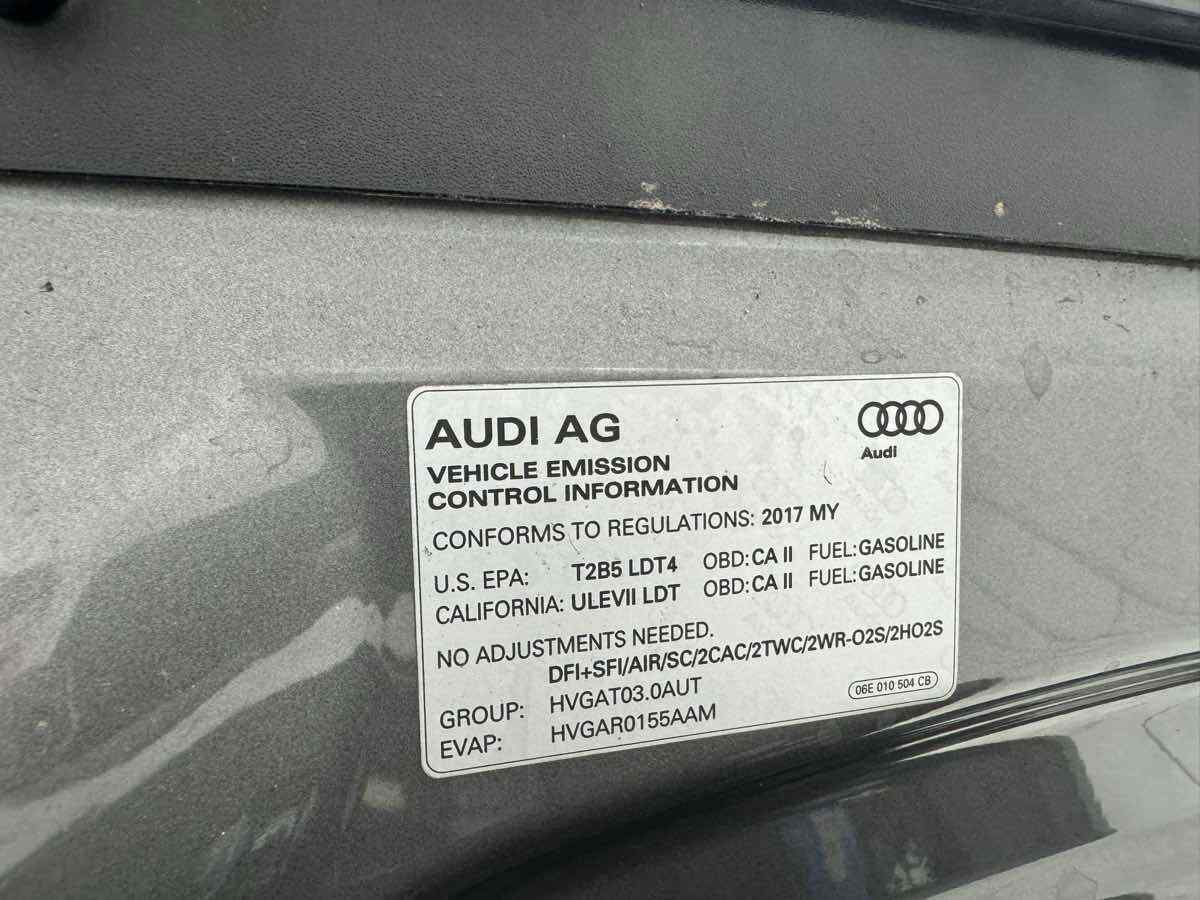 AUDI AG
Audi
VEHICLE EMISSION
CONTROL INFORMATION
CONFORMS TO REGULATIONS: 2017 MY
U.S. EPA: T2B5 LDT4 OBD: CA II FUEL: GASOLINE
CALIFORNIA: ULEVII LDT OBD: CA II FUEL: GASOLINE
NO ADJUSTMENTS NEEDED.
DFI+SFI/AIR/SC/2CAC/2TWC/2WR-O2S/2HO2S
GROUP: HVGAT03.0AUT
EVAP: HVGAR0155AAM
06E 010 504 CB